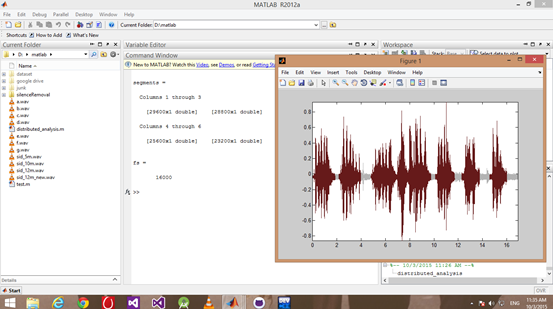 MATLAB R2012a
File Edit Debug Parallel Desktop Window Help
Current Folder: D:\matlab
Shortcuts How to Add What's New
Current Folder
Variable Editor
Workspace
D: matlab
Name
dataset
google drive
junk
silenceRemoval
a.wav
b.wav
c.wav
d.wav
distributed_analysis.m
e.wav
f.wav
g.wav
sid_5m.wav
sid_10m.wav
sid_12m.wav
sid_12m_new.wav
test.m
Details
Command Window
New to MATLAB? Watch this Video, see Demos, or read Getting St
segments =
Columns 1 through 3
[29600x1 double] [28800x1 double]
Columns 4 through 6
[25600x1 double] [23200x1 double]
fs =
16000
fx >>
Select data to plot
Figure 1
File Edit View Insert Tools Desktop Window Help
0.8
0.6
0.4
0.2
0
-0.2
-0.4
-0.6
-0.8
0 2 4 6 8 10 12 14 16
%-- 10/3/2015 11:26 AM --%
distributed_analysis
Start
OVR
ENG
11:35 AM
10/3/2015